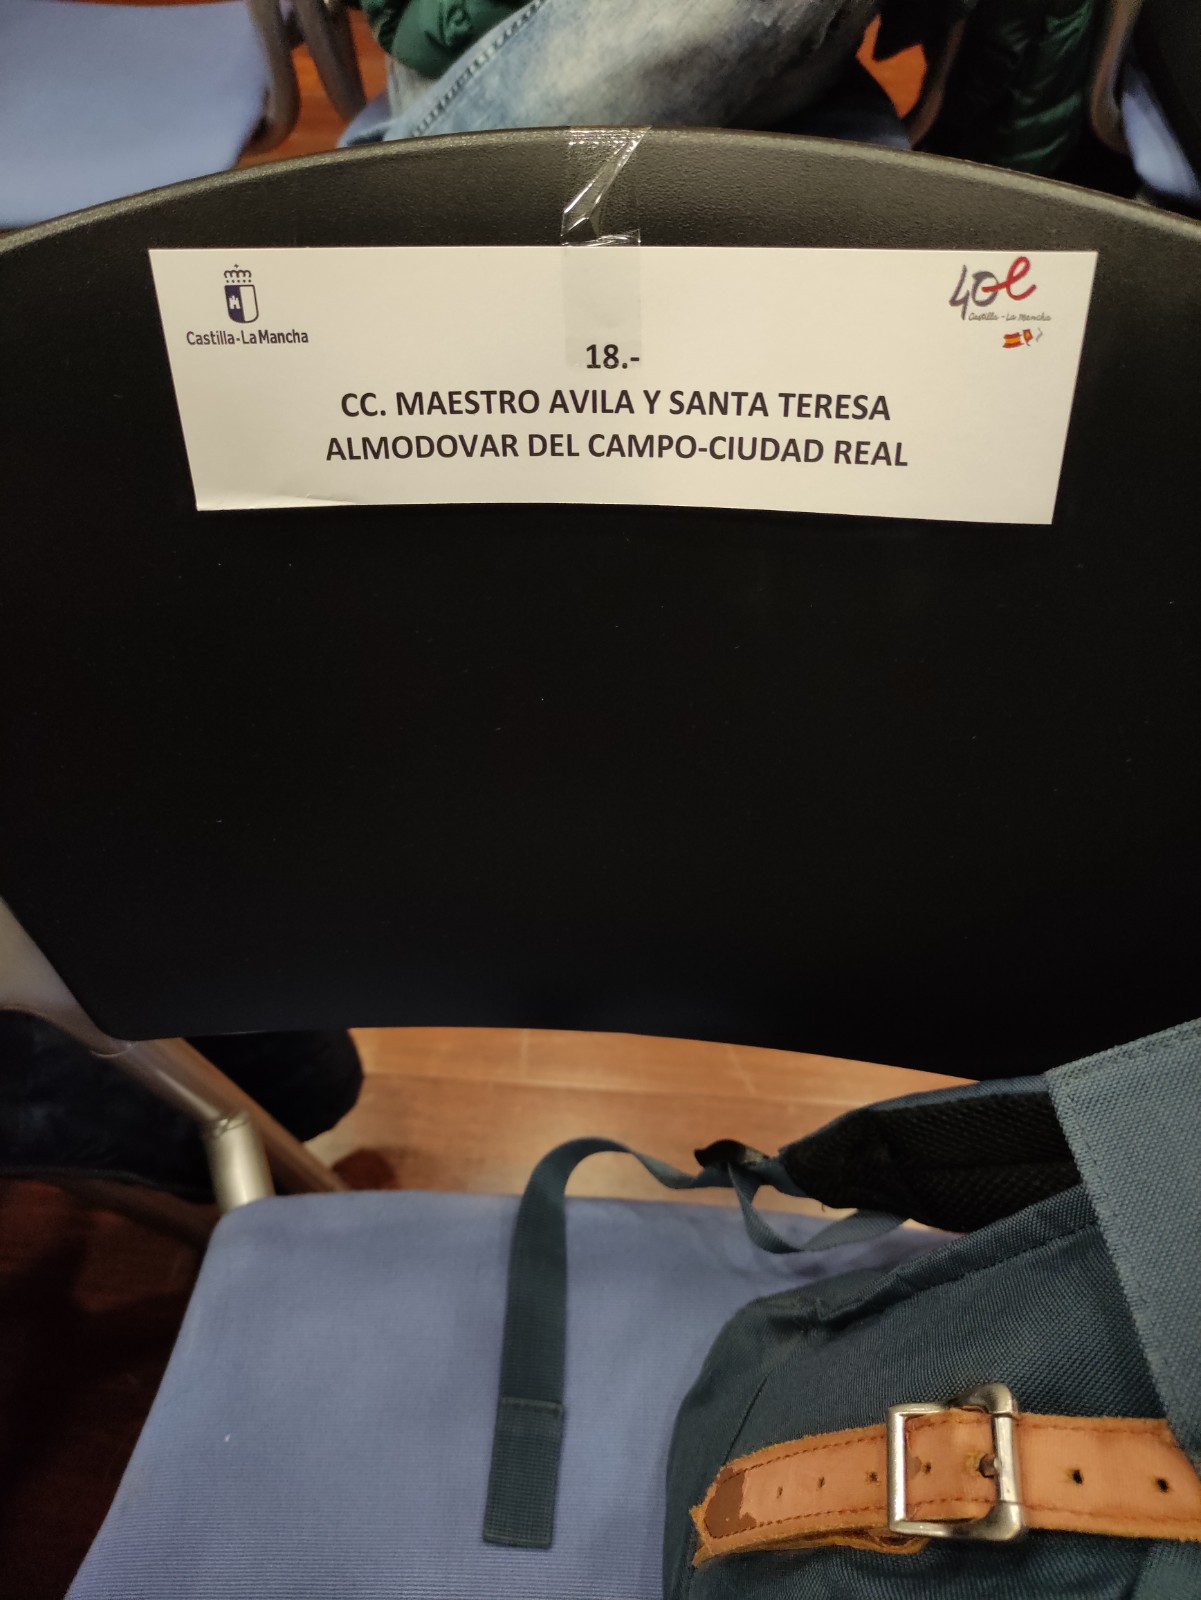 Castilla-La Mancha
40
Castilla-La Mancha
18.-
CC. MAESTRO AVILA Y SANTA TERESA
ALMODOVAR DEL CAMPO-CIUDAD REAL